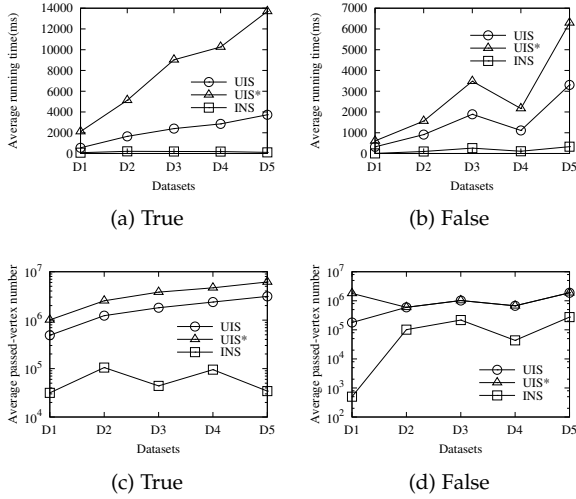 Average running time(ms)
14000
12000
10000
8000
6000
4000
2000
0
UIS
UIS*
INS
D1 D2 D3 D4 D5
Datasets
(a) True
Average running time(ms)
7000
6000
5000
4000
3000
2000
1000
0
UIS
UIS*
INS
D1 D2 D3 D4 D5
Datasets
(b) False
Average passed-vertex number
10^7
10^6
10^5
10^4
UIS
UIS*
INS
D1 D2 D3 D4 D5
Datasets
(c) True
Average passed-vertex number
10^7
10^6
10^5
10^4
10^3
10^2
UIS
UIS*
INS
D1 D2 D3 D4 D5
Datasets
(d) False